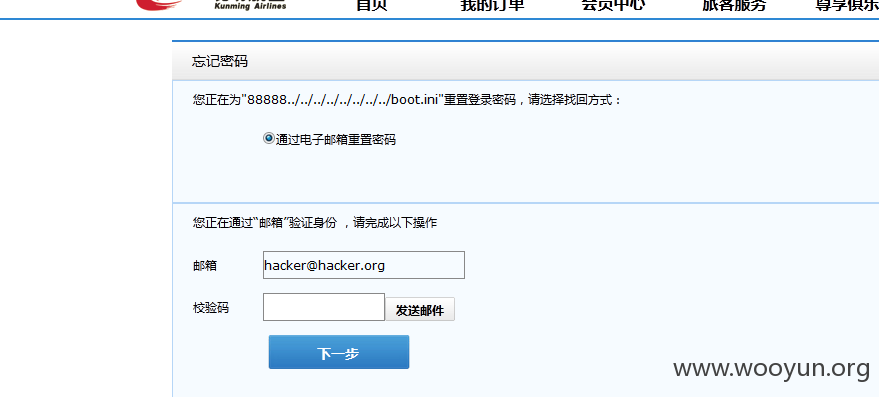 Kunming Airlines
首页 我的订单 会员中心 旅客服务
忘记密码
您正在为"88888../../../../../../../../boot.ini"重置登录密码，请选择找回方式：
通过电子邮箱重置密码
您正在通过“邮箱”验证身份 ，请完成以下操作
邮箱 hacker@hacker.org
校验码 发送邮件
下一步
www.wooyun.org